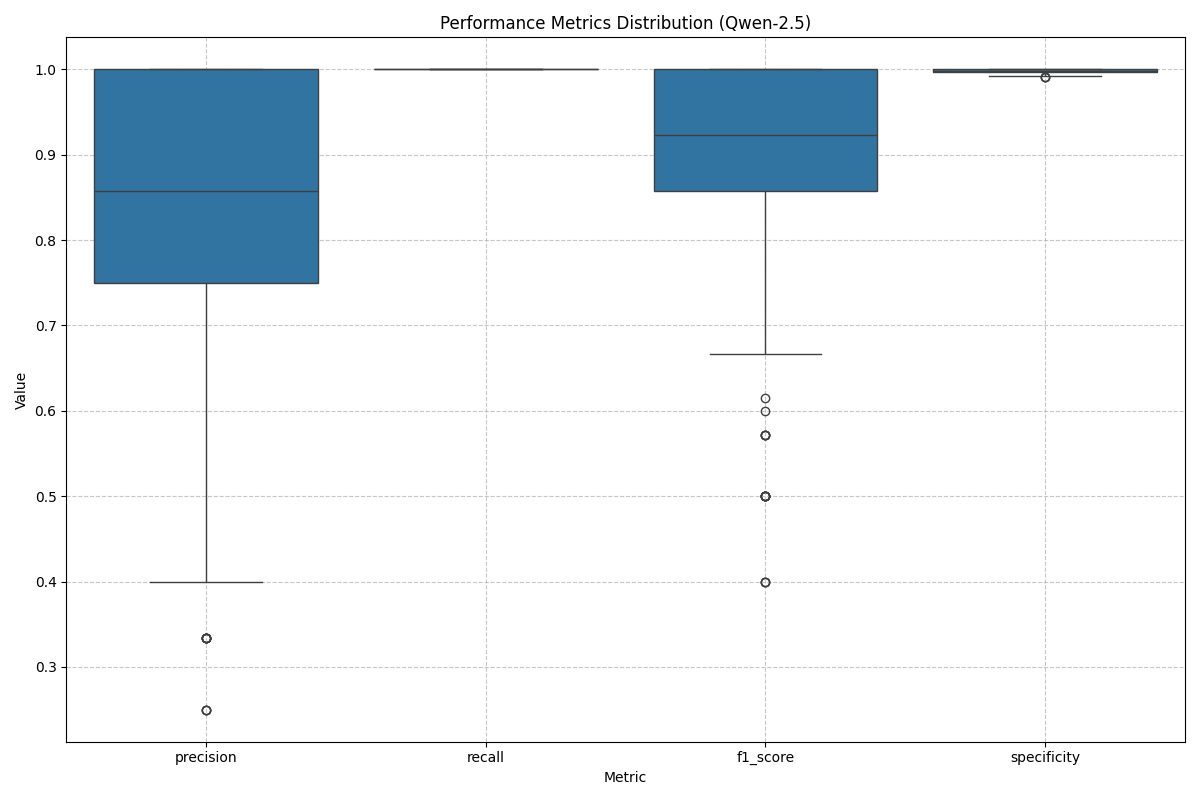 Performance Metrics Distribution (Qwen-2.5)
1.0
0.9
0.8
0.7
0.6
0.5
0.4
0.3
Value
precision
recall
f1_score
specificity
Metric